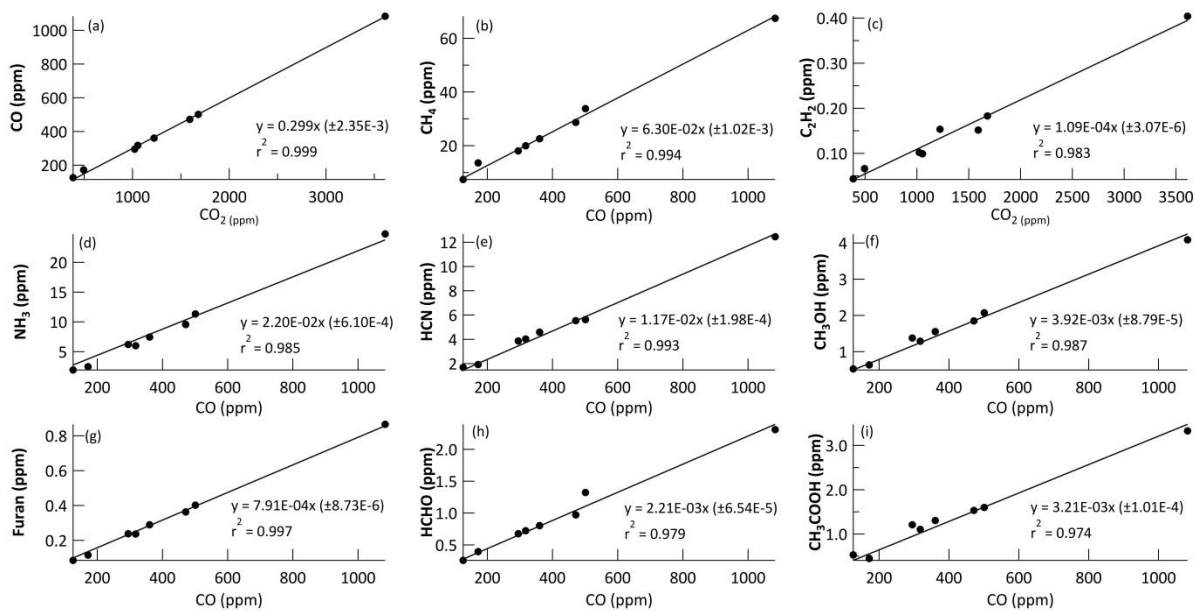 (a)
CO (ppm)
1000
800
600
400
200
y = 0.299x (±2.35E-3)
r² = 0.999
1000 2000 3000
CO₂ (ppm)
(b)
CH₄ (ppm)
60
40
20
y = 6.30E-02x (±1.02E-3)
r² = 0.994
200 400 600 800 1000
CO (ppm)
(c)
C₂H₂ (ppm)
0.40
0.30
0.20
0.10
y = 1.09E-04x (±3.07E-6)
r² = 0.983
500 1000 1500 2000 2500 3000 3500
CO₂ (ppm)
(d)
NH₃ (ppm)
20
15
10
5
y = 2.20E-02x (±6.10E-4)
r² = 0.985
200 400 600 800 1000
CO (ppm)
(e)
HCN (ppm)
12
10
8
6
4
2
y = 1.17E-02x (±1.98E-4)
r² = 0.993
200 400 600 800 1000
CO (ppm)
(f)
CH₃OH (ppm)
4
3
2
1
y = 3.92E-03x (±8.79E-5)
r² = 0.987
200 400 600 800 1000
CO (ppm)
(g)
Furan (ppm)
0.8
0.6
0.4
0.2
y = 7.91E-04x (±8.73E-6)
r² = 0.997
200 400 600 800 1000
CO (ppm)
(h)
HCHO (ppm)
2.0
1.5
1.0
0.5
y = 2.21E-03x (±6.54E-5)
r² = 0.979
200 400 600 800 1000
CO (ppm)
(i)
CH₃COOH (ppm)
3.0
2.0
1.0
y = 3.21E-03x (±1.01E-4)
r² = 0.974
200 400 600 800 1000
CO (ppm)